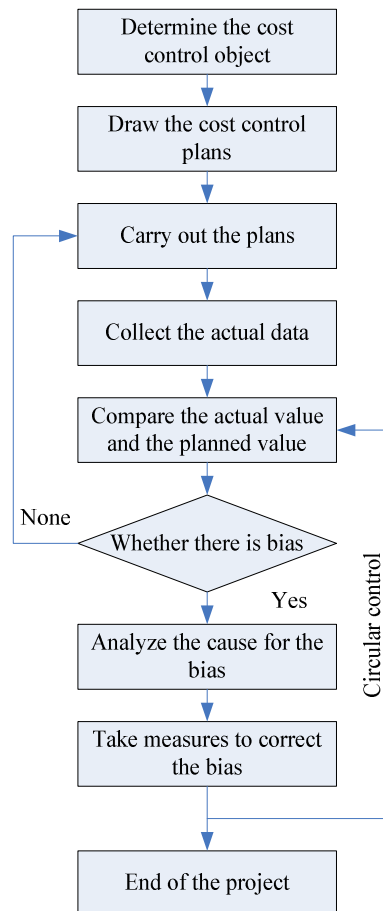 Determine the cost
control object
Draw the cost control
plans
Carry out the plans
Collect the actual data
Compare the actual value
and the planned value
None
Whether there is bias
Yes
Circular control
Analyze the cause for the
bias
Take measures to correct
the bias
End of the project